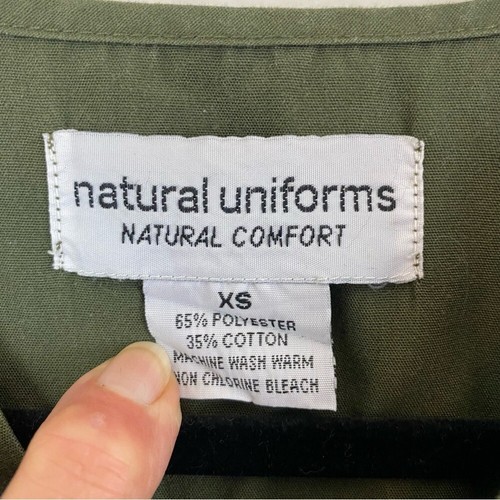 natural uniforms
NATURAL COMFORT
XS
65% POLYESTER
35% COTTON
MACHINE WASH WARM
NON CHLORINE BLEACH